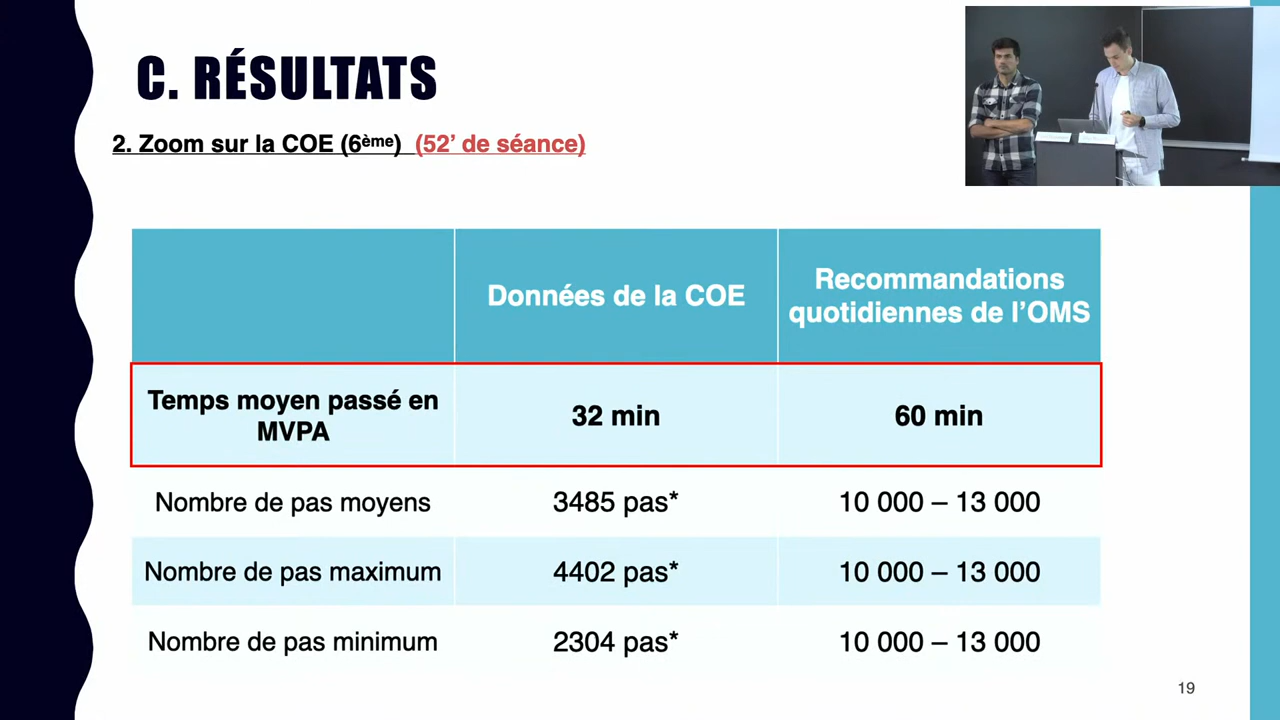 C. RÉSULTATS
2. Zoom sur la COE (6ème) (52’ de séance)
Données de la COE
Recommandations
quotidiennes de l’OMS
Temps moyen passé en
MVPA
32 min
60 min
Nombre de pas moyens
3485 pas*
10 000 – 13 000
Nombre de pas maximum
4402 pas*
10 000 – 13 000
Nombre de pas minimum
2304 pas*
10 000 – 13 000
19